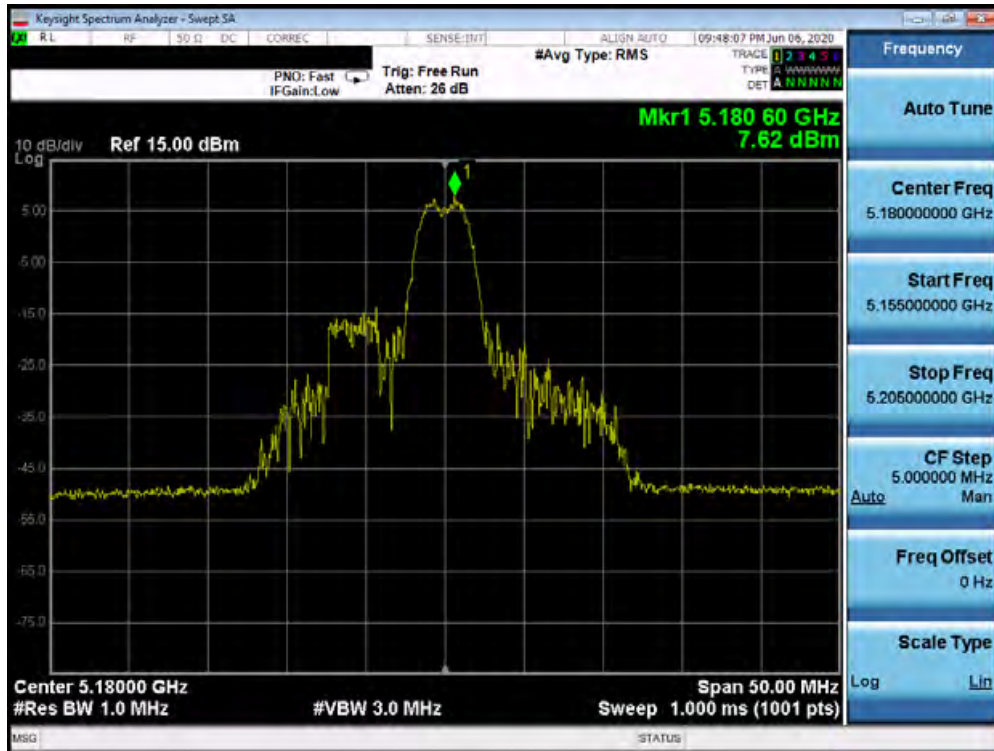 Keysight Spectrum Analyzer - Swept SA
RL RF 50 Ω DC CORREC SENSE:INT ALIGN AUTO 09:48:07 PM Jun 06, 2020
Frequency
#Avg Type: RMS
TRACE 1 2 3 4 5 6
PNO: Fast Trig: Free Run
TYPE A WWWWW
IFGain:Low Atten: 26 dB
DET A N N N N N
Auto Tune
Mkr1 5.180 60 GHz
7.62 dBm
10 dB/div Ref 15.00 dBm
Log
1
5.00
-5.00
-15.0
-25.0
-35.0
-45.0
-55.0
-65.0
-75.0
Center Freq
5.180000000 GHz
Start Freq
5.155000000 GHz
Stop Freq
5.205000000 GHz
CF Step
5.000000 MHz
Auto Man
Freq Offset
0 Hz
Scale Type
Log Lin
Center 5.18000 GHz Span 50.00 MHz
#Res BW 1.0 MHz #VBW 3.0 MHz Sweep 1.000 ms (1001 pts)
MSG STATUS